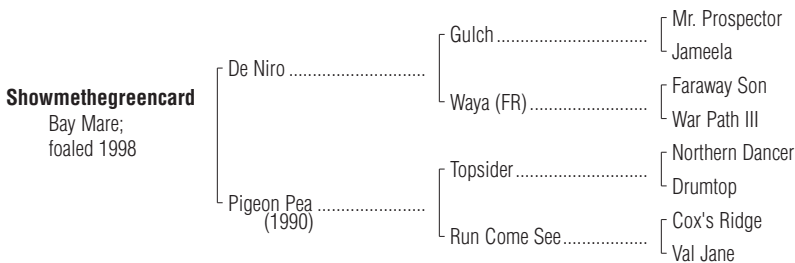 Showmethegreencard
Bay Mare;
foaled 1998
De Niro ...........................
Pigeon Pea .....................
(1990)
Gulch ..............................
Waya (FR) ........................
Topsider ..........................
Run Come See .................
Mr. Prospector
Jameela
Faraway Son
War Path III
Northern Dancer
Drumtop
Cox's Ridge
Val Jane